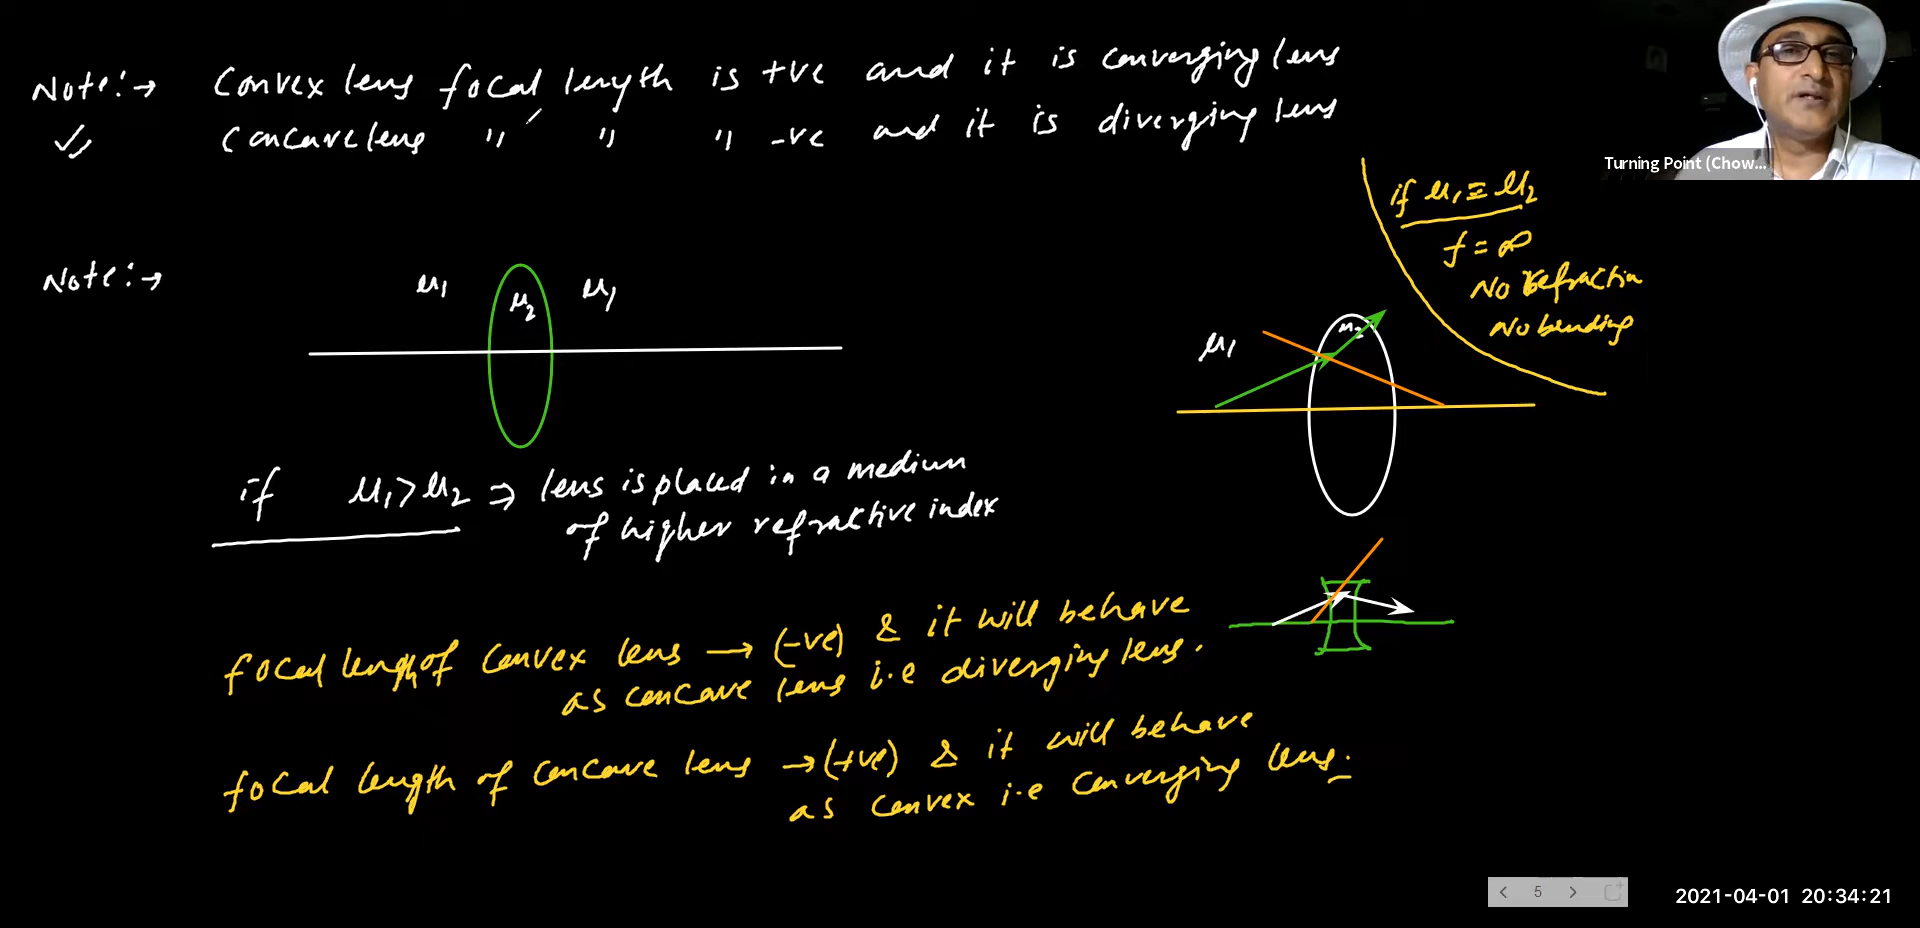 Note:→ Convex lens focal length is +ve and it is converging lens
Concave lens " " " -ve and it is diverging lens
Turning Point (Chow...
if μ1 = μ2
f = ∞
No refraction
No bending
Note:→
μ1 μ2 μ1
μ1 μ2
if μ1 > μ2 ⇒ lens is placed in a medium
of higher refractive index
focal length of convex lens → (-ve) & it will behave
as concave lens i.e diverging lens.
focal length of concave lens → (+ve) & it will behave
as convex i.e converging lens.
5
2021-04-01 20:34:21